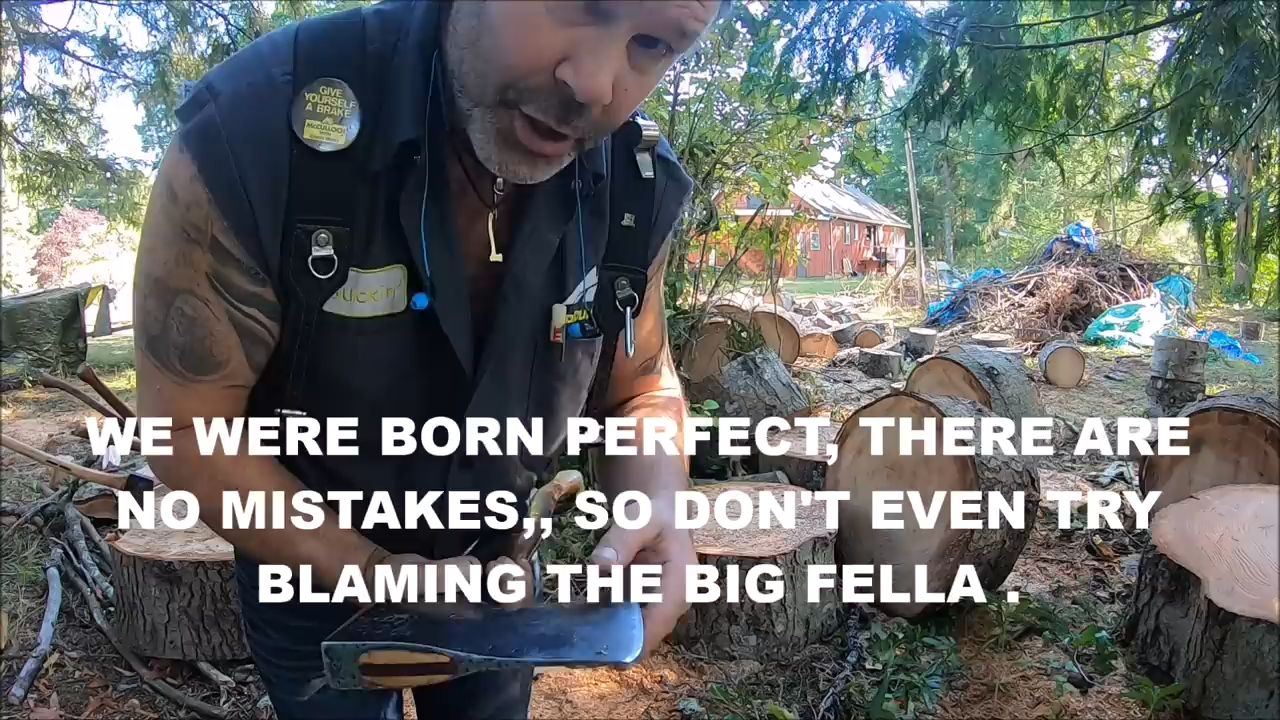 GIVE
YOURSELF
A BRAKE
McCULLOCH
WE WERE BORN PERFECT, THERE ARE
NO MISTAKES,, SO DON'T EVEN TRY
BLAMING THE BIG FELLA .